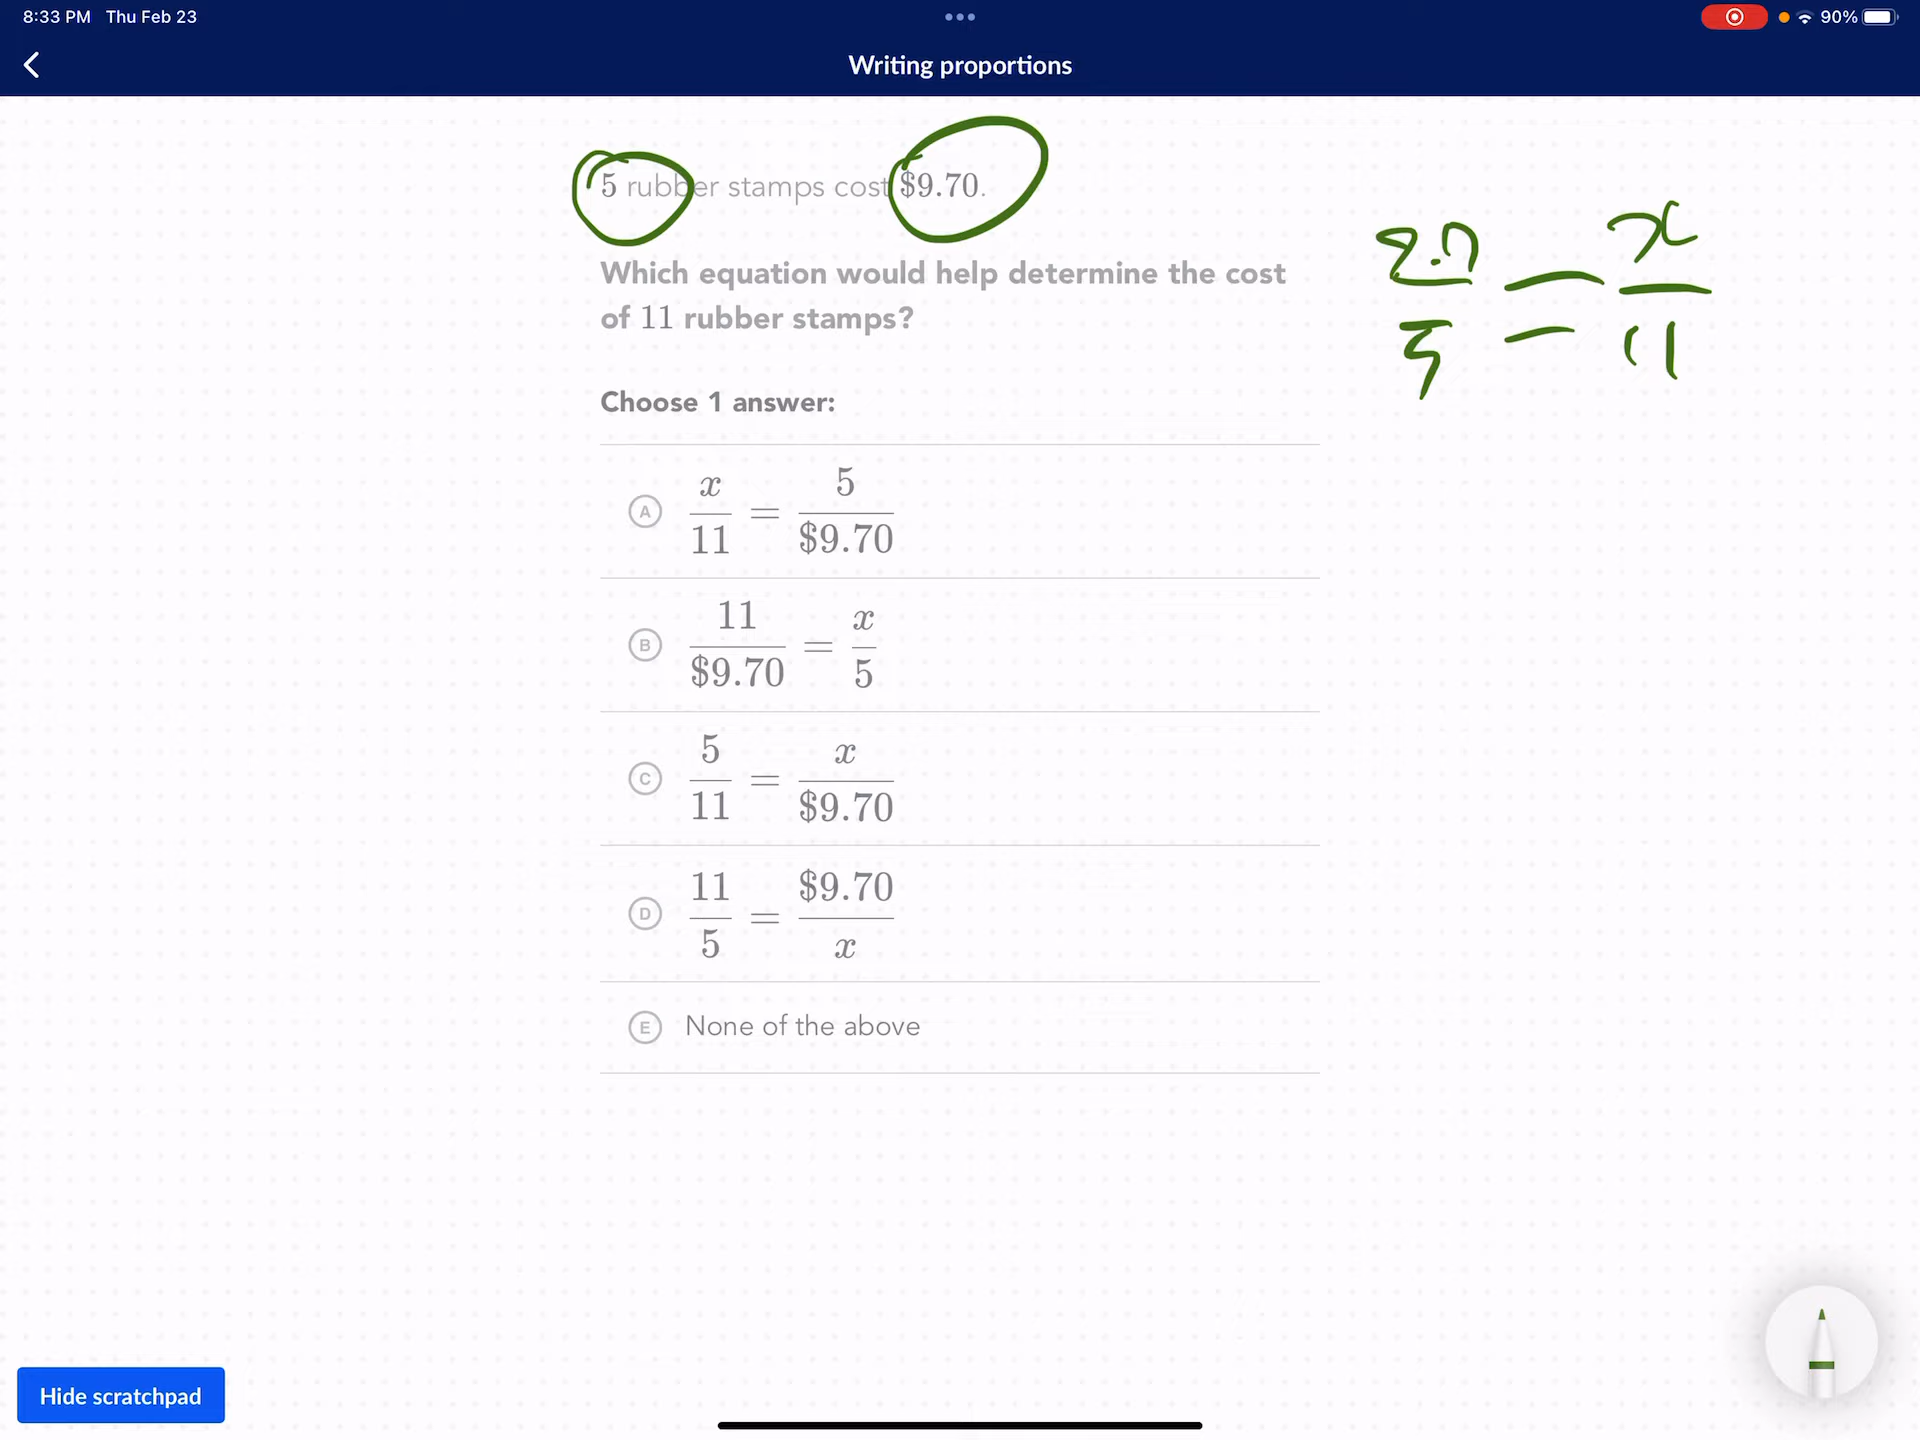 8:33 PM Thu Feb 23
90%
Writing proportions
5 rubber stamps cost $9.70.
Which equation would help determine the cost
of 11 rubber stamps?
Choose 1 answer:
A x/11 = 5/$9.70
B 11/$9.70 = x/5
C 5/11 = x/$9.70
D 11/5 = $9.70/x
E None of the above
x
5 = 11
Hide scratchpad